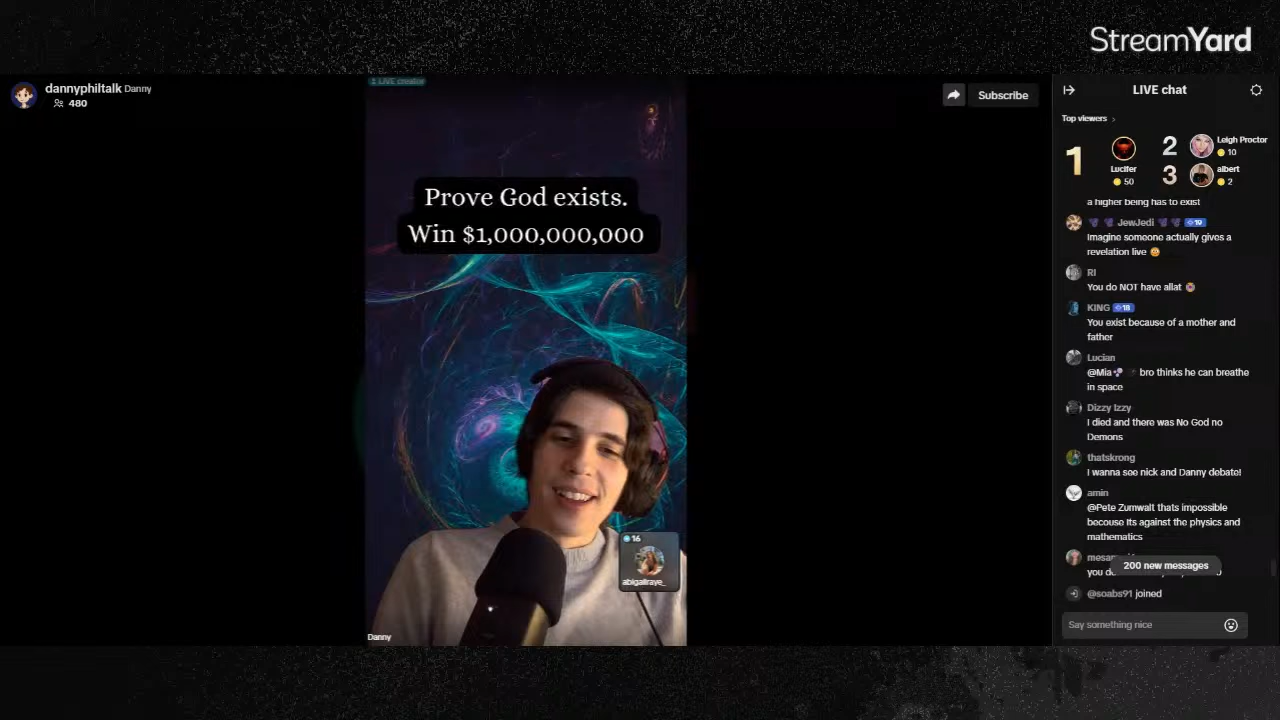 StreamYard
dannyphiltalk Danny
480
LIVE creator
Subscribe
Prove God exists.
Win $1,000,000,000
16
abigailraye_
Danny
LIVE chat
Top viewers
1
Lucifer
50
2
Leigh Proctor
10
3
albert
2
a higher being has to exist
JewJedi
19
Imagine someone actually gives a
revelation live
RI
You do NOT have allat
KING
18
You exist because of a mother and
father
Lucian
@Mia bro thinks he can breathe
in space
Dizzy Izzy
I died and there was No God no
Demons
thatskrong
I wanna see nick and Danny debate!
amin
@Pete Zumwalt thats impossible
becouse its against the physics and
mathematics
200 new messages
@soabs91 joined
Say something nice